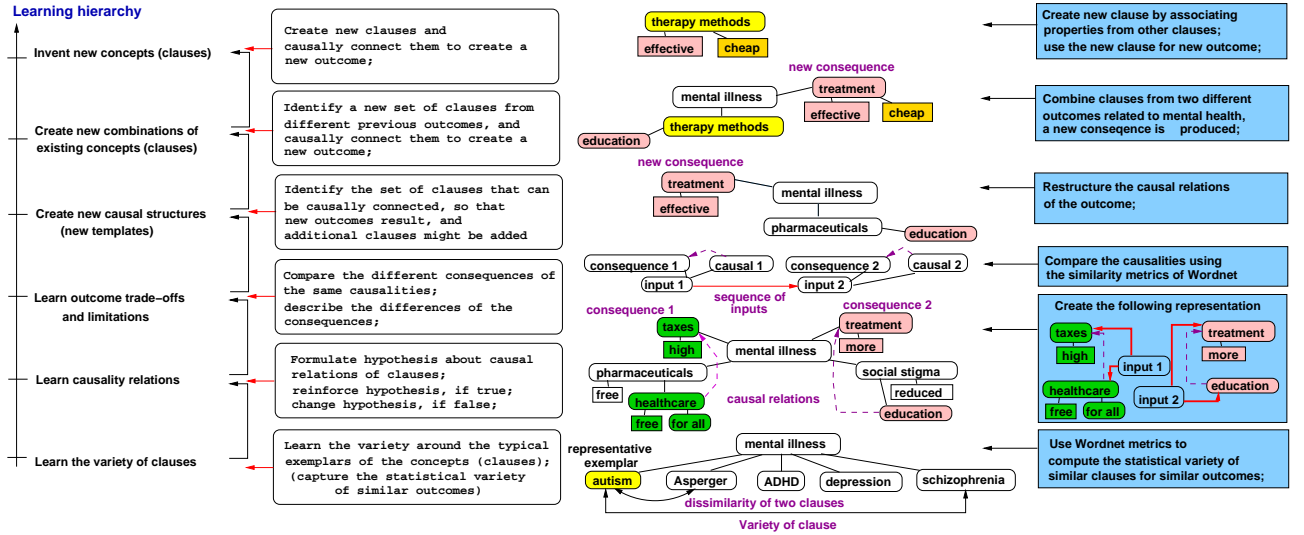 Learning hierarchy
Invent new concepts (clauses)
Create new combinations of
existing concepts (clauses)
Create new causal structures
(new templates)
Learn outcome trade-offs
and limitations
Learn causality relations
Learn the variety of clauses
Create new clauses and
causally connect them to create a
new outcome;
Identify a new set of clauses from
different previous outcomes, and
causally connect them to create a
new outcome;
Identify the set of clauses that can
be causally connected, so that
new outcomes result, and
additional clauses might be added
Compare the different consequences of
the same causalities;
describe the differences of the
consequences;
Formulate hypothesis about causal
relations of clauses;
reinforce hypothesis, if true;
change hypothesis, if false;
Learn the variety around the typical
exemplars of the concepts (clauses);
(capture the statistical variety
of similar outcomes)
therapy methods
effective
cheap
new consequence
treatment
mental illness
effective
cheap
therapy methods
education
new consequence
treatment
mental illness
effective
pharmaceuticals
education
consequence 1
causal 1
consequence 2
causal 2
input 1
input 2
sequence of
inputs
consequence 1
consequence 2
taxes
treatment
high
more
mental illness
pharmaceuticals
social stigma
free
reduced
healthcare
causal relations
education
free
for all
mental illness
representative
exemplar
autism
Asperger
ADHD
depression
schizophrenia
dissimilarity of two clauses
Variety of clause
Create new clause by associating
properties from other clauses;
use the new clause for new outcome;
Combine clauses from two different
outcomes related to mental health,
a new conseqence is produced;
Restructure the causal relations
of the outcome;
Compare the causalities using
the similarity metrics of Wordnet
Create the following representation
taxes
treatment
high
more
input 1
healthcare
education
input 2
free
for all
Use Wordnet metrics to
compute the statistical variety of
similar clauses for similar outcomes;